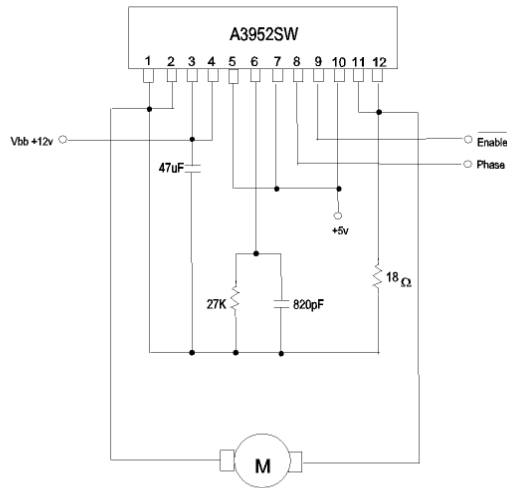 A3952SW
1 2 3 4 5 6 7 8 9 10 11 12
Vbb +12v
Enable
Phase
47uF
+5v
27K
820pF
18 Ω
M